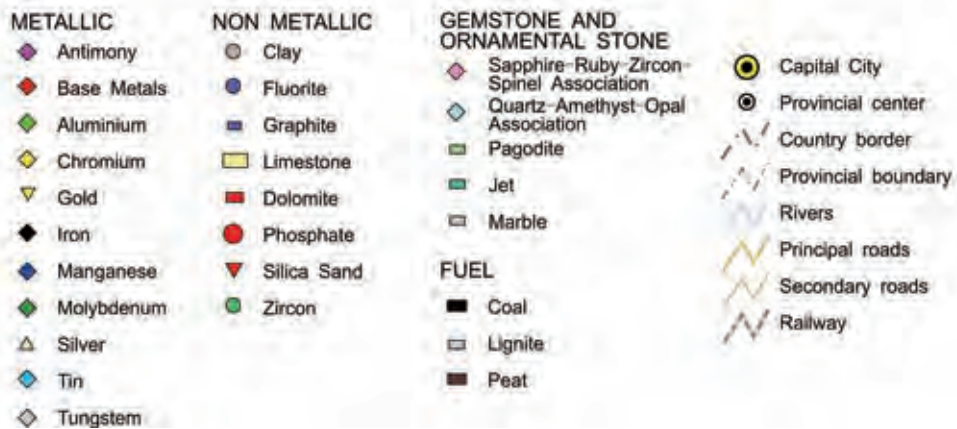 METALLIC
Antimony
Base Metals
Aluminium
Chromium
Gold
Iron
Manganese
Molybdenum
Silver
Tin
Tungstem
NON METALLIC
Clay
Fluorite
Graphite
Limestone
Dolomite
Phosphate
Silica Sand
Zircon
GEMSTONE AND
ORNAMENTAL STONE
Sapphire-Ruby-Zircon-
Spinel Association
Quartz-Amethyst-Opal
Association
Pagodite
Jet
Marble
FUEL
Coal
Lignite
Peat
Capital City
Provincial center
Country border
Provincial boundary
Rivers
Principal roads
Secondary roads
Railway